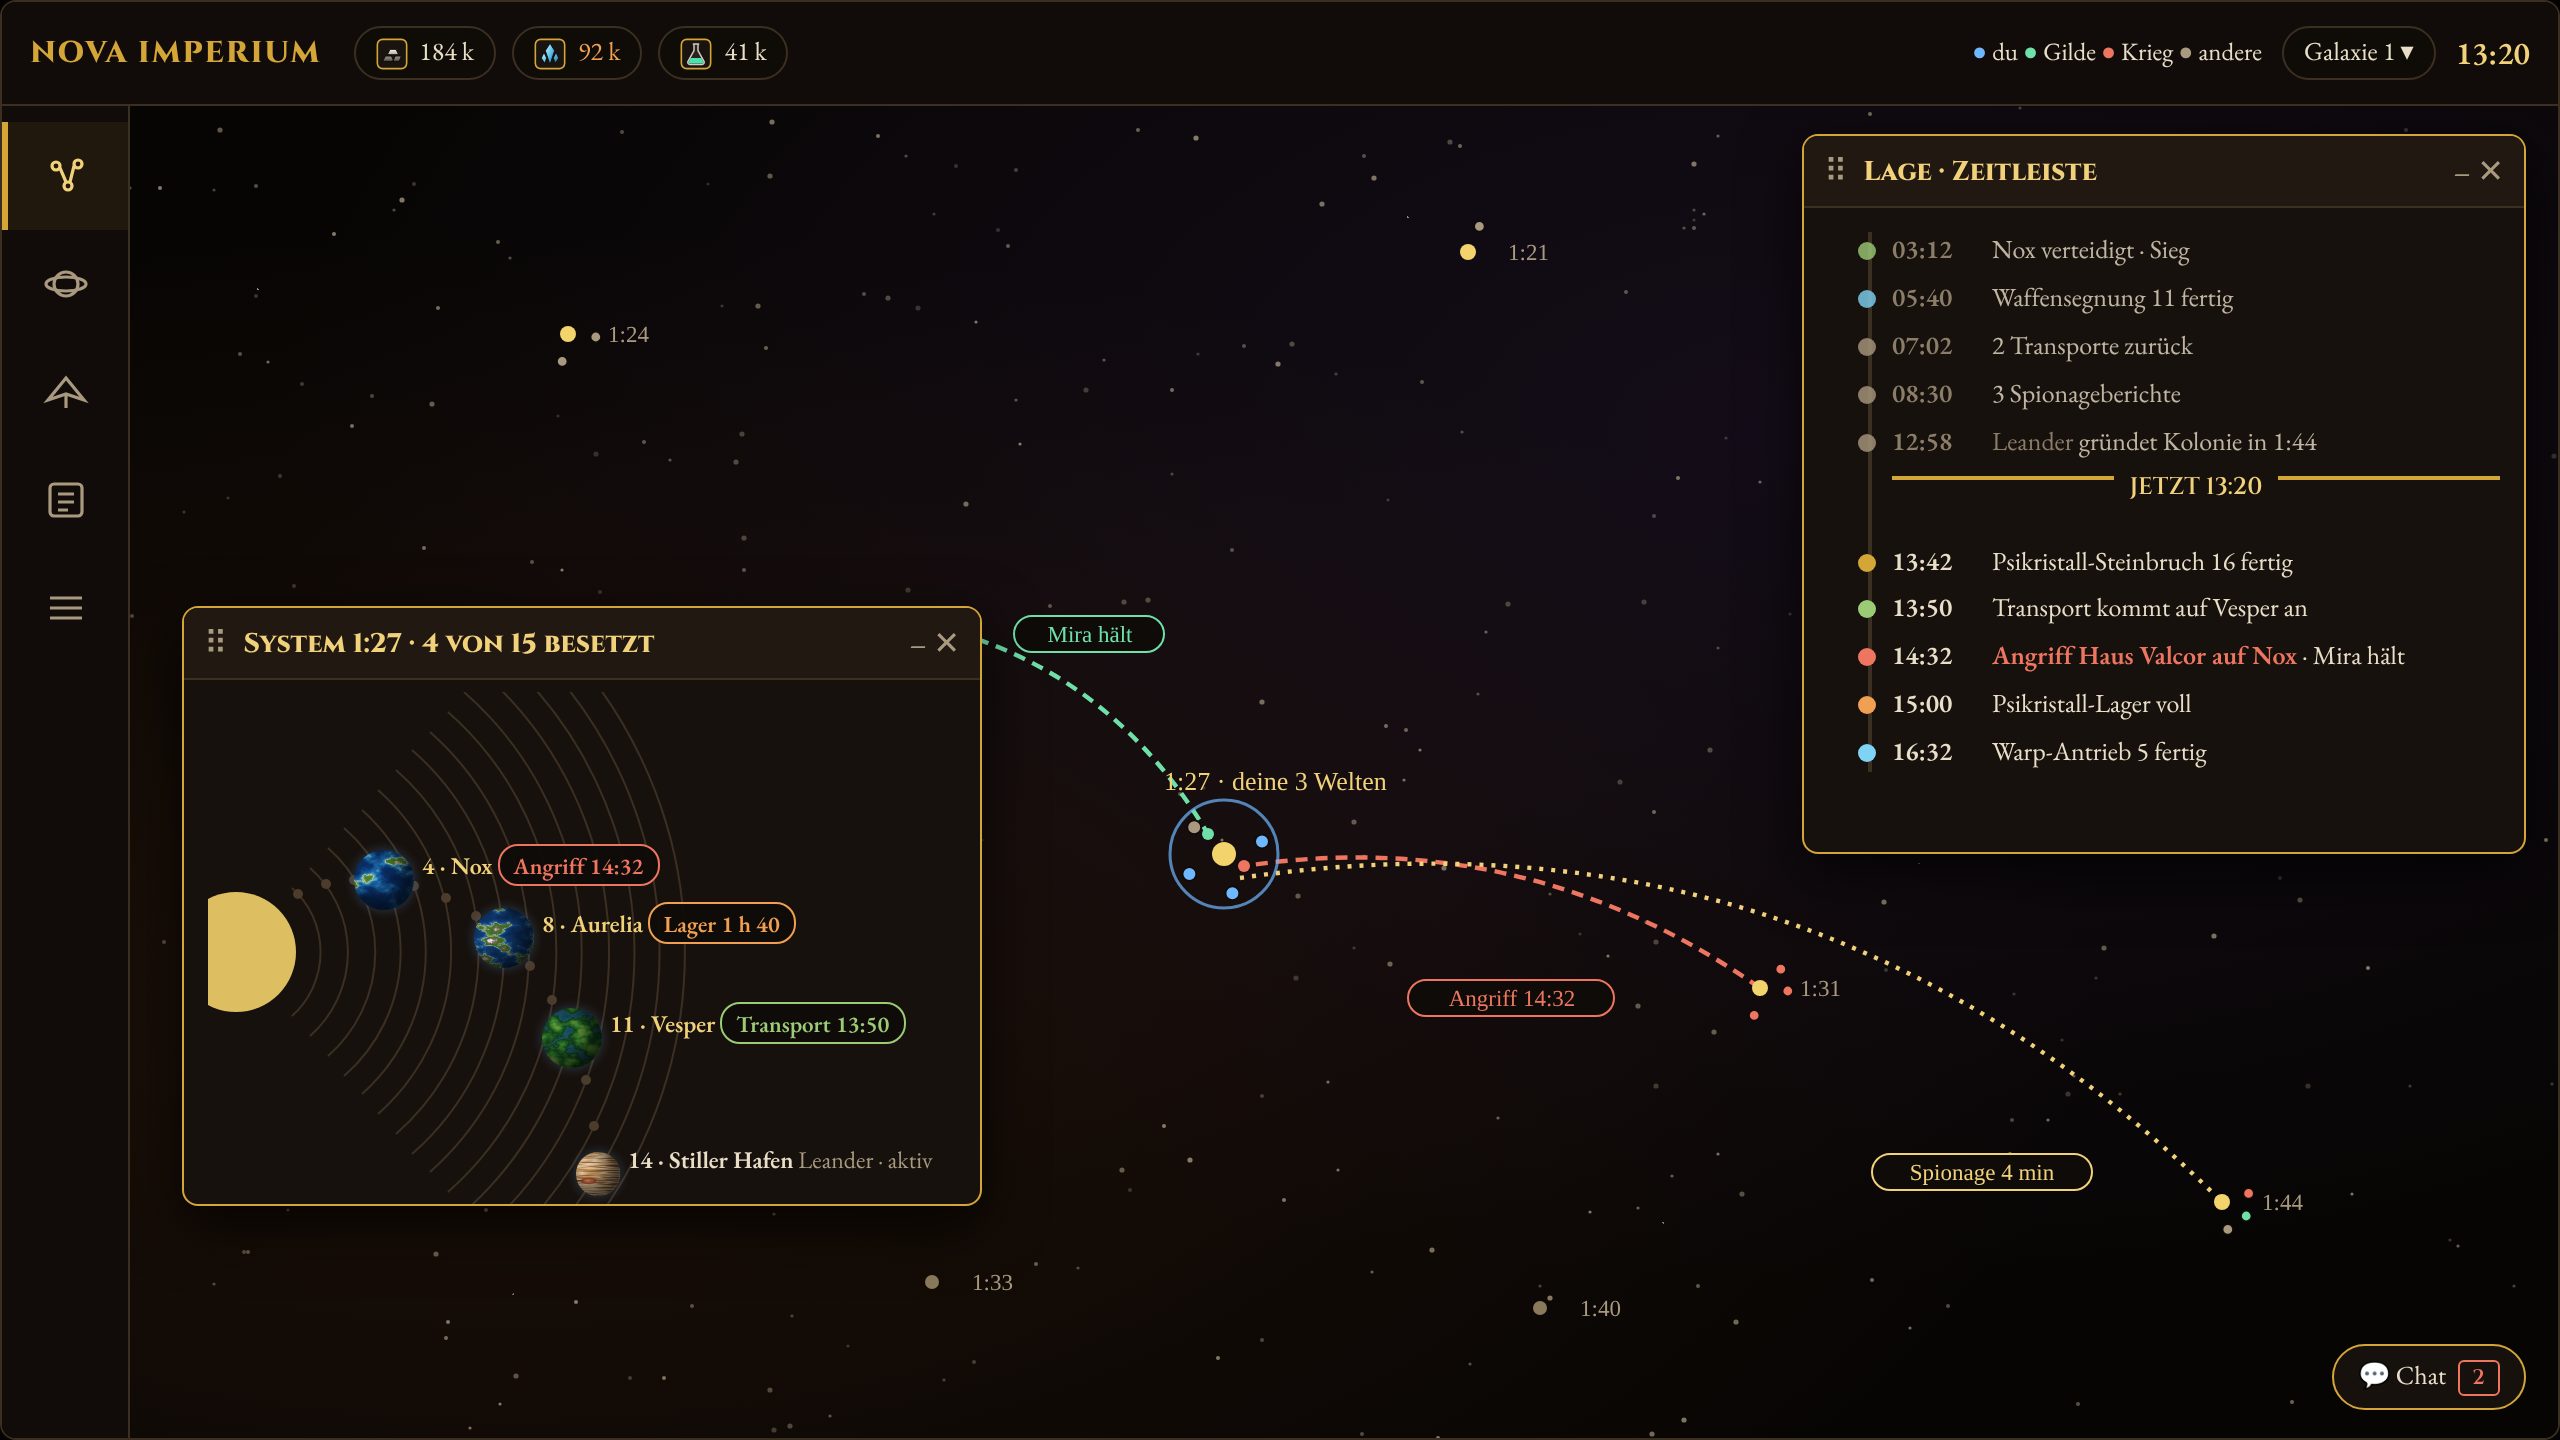 NOVA IMPERIUM
184 k
92 k
41 k
du Gilde Krieg andere
Galaxie 1 ▾
13:20
LAGE · ZEITLEISTE
03:12 Nox verteidigt · Sieg
05:40 Waffensegnung 11 fertig
07:02 2 Transporte zurück
08:30 3 Spionageberichte
12:58 Leander gründet Kolonie in 1:44
JETZT 13:20
13:42 Psikristall-Steinbruch 16 fertig
13:50 Transport kommt auf Vesper an
14:32 Angriff Haus Valcor auf Nox · Mira hält
15:00 Psikristall-Lager voll
16:32 Warp-Antrieb 5 fertig
1:21
1:24
Mira hält
1:27 · deine 3 Welten
SYSTEM 1:27 · 4 VON 15 BESETZT
4 · Nox Angriff 14:32
8 · Aurelia Lager 1 h 40
11 · Vesper Transport 13:50
14 · Stiller Hafen Leander · aktiv
Angriff 14:32
1:31
Spionage 4 min
1:44
1:33
1:40
Chat 2